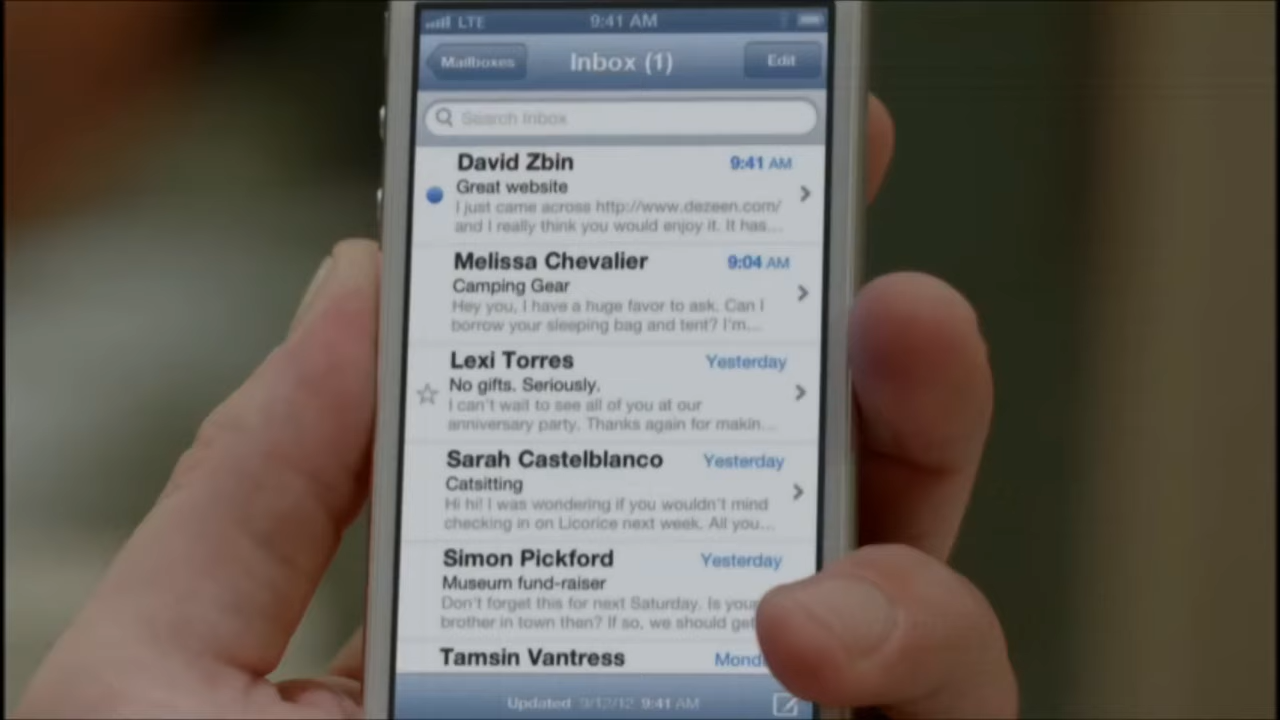 LTE 9:41 AM
Mailboxes Inbox (1) Edit
Search Inbox
David Zbin 9:41 AM
Great website
I just came across http://www.dezeen.com/
and I really think you would enjoy it. It has...
Melissa Chevalier 9:04 AM
Camping Gear
Hey you, I have a huge favor to ask. Can I
borrow your sleeping bag and tent? I'm...
Lexi Torres Yesterday
No gifts. Seriously.
I can't wait to see all of you at our
anniversary party. Thanks again for makin...
Sarah Castelblanco Yesterday
Catsitting
Hi hi! I was wondering if you wouldn't mind
checking in on Licorice next week. All you...
Simon Pickford Yesterday
Museum fund-raiser
Don't forget this for next Saturday. Is your
brother in town then? If so, we should get
Tamsin Vantress Mond
Updated 9/12/12 9:41 AM